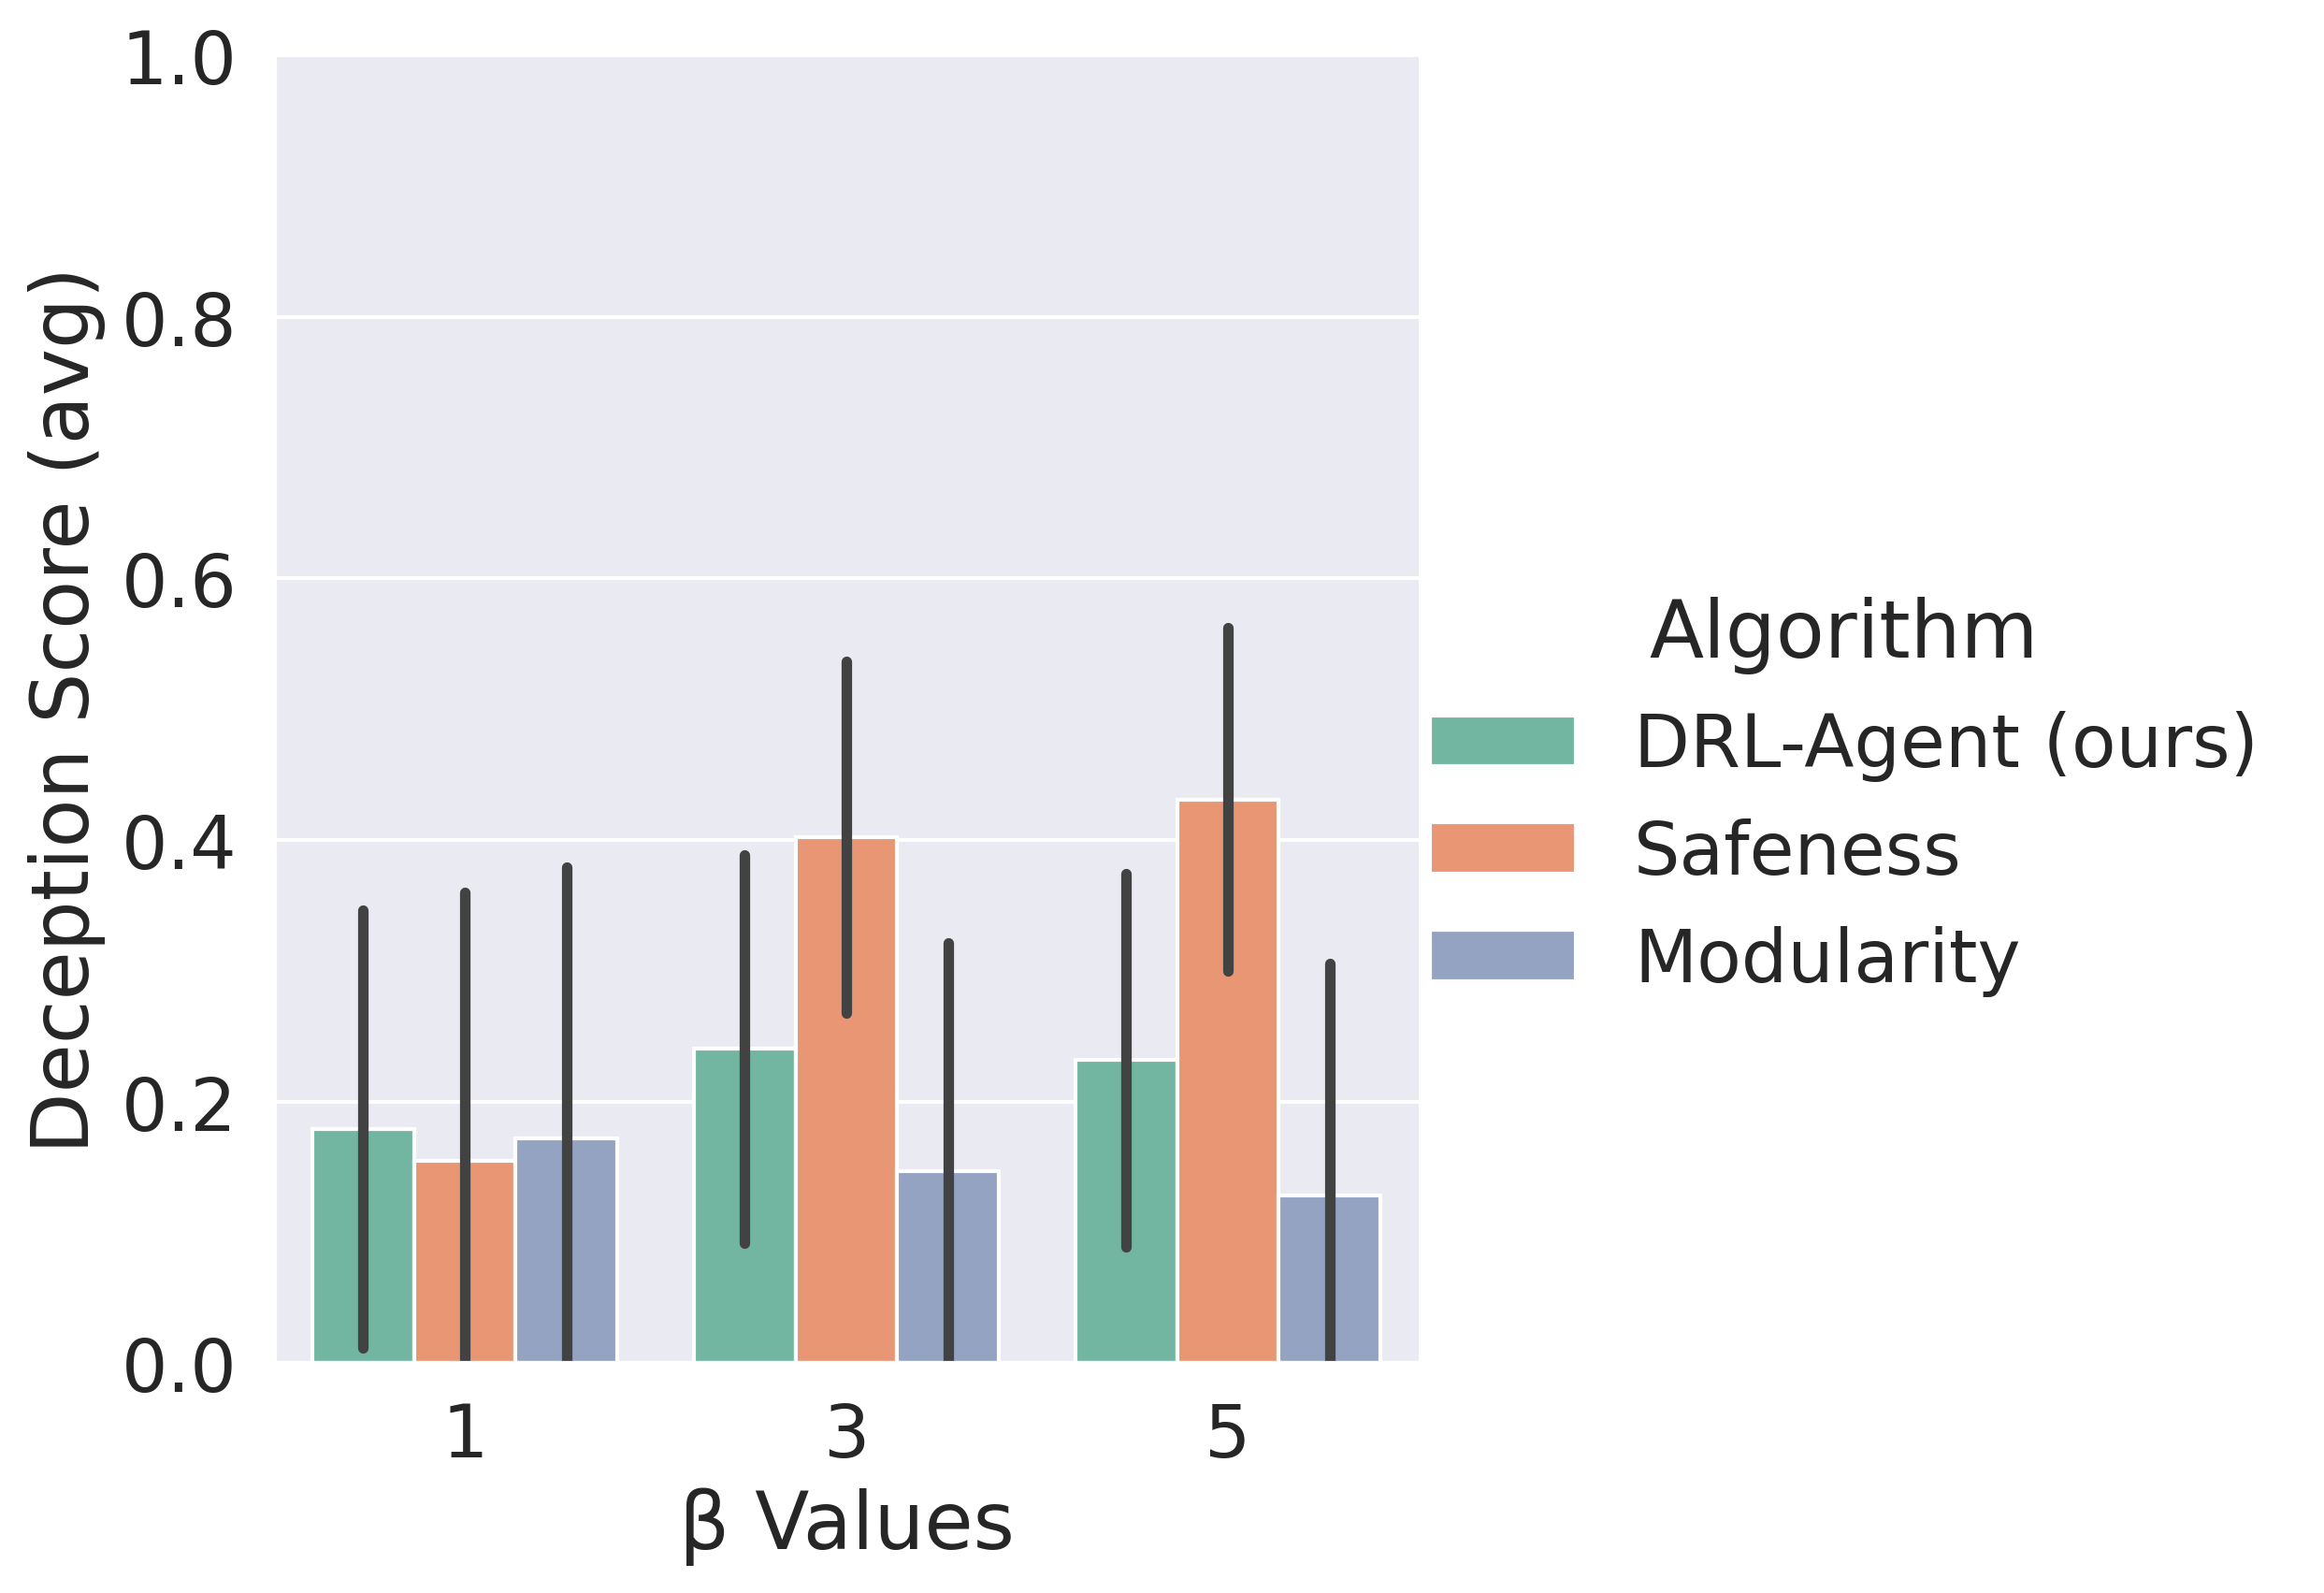 Deception Score (avg)
1.0
0.8
0.6
0.4
0.2
0.0
1 3 5
β Values
Algorithm
DRL-Agent (ours)
Safeness
Modularity